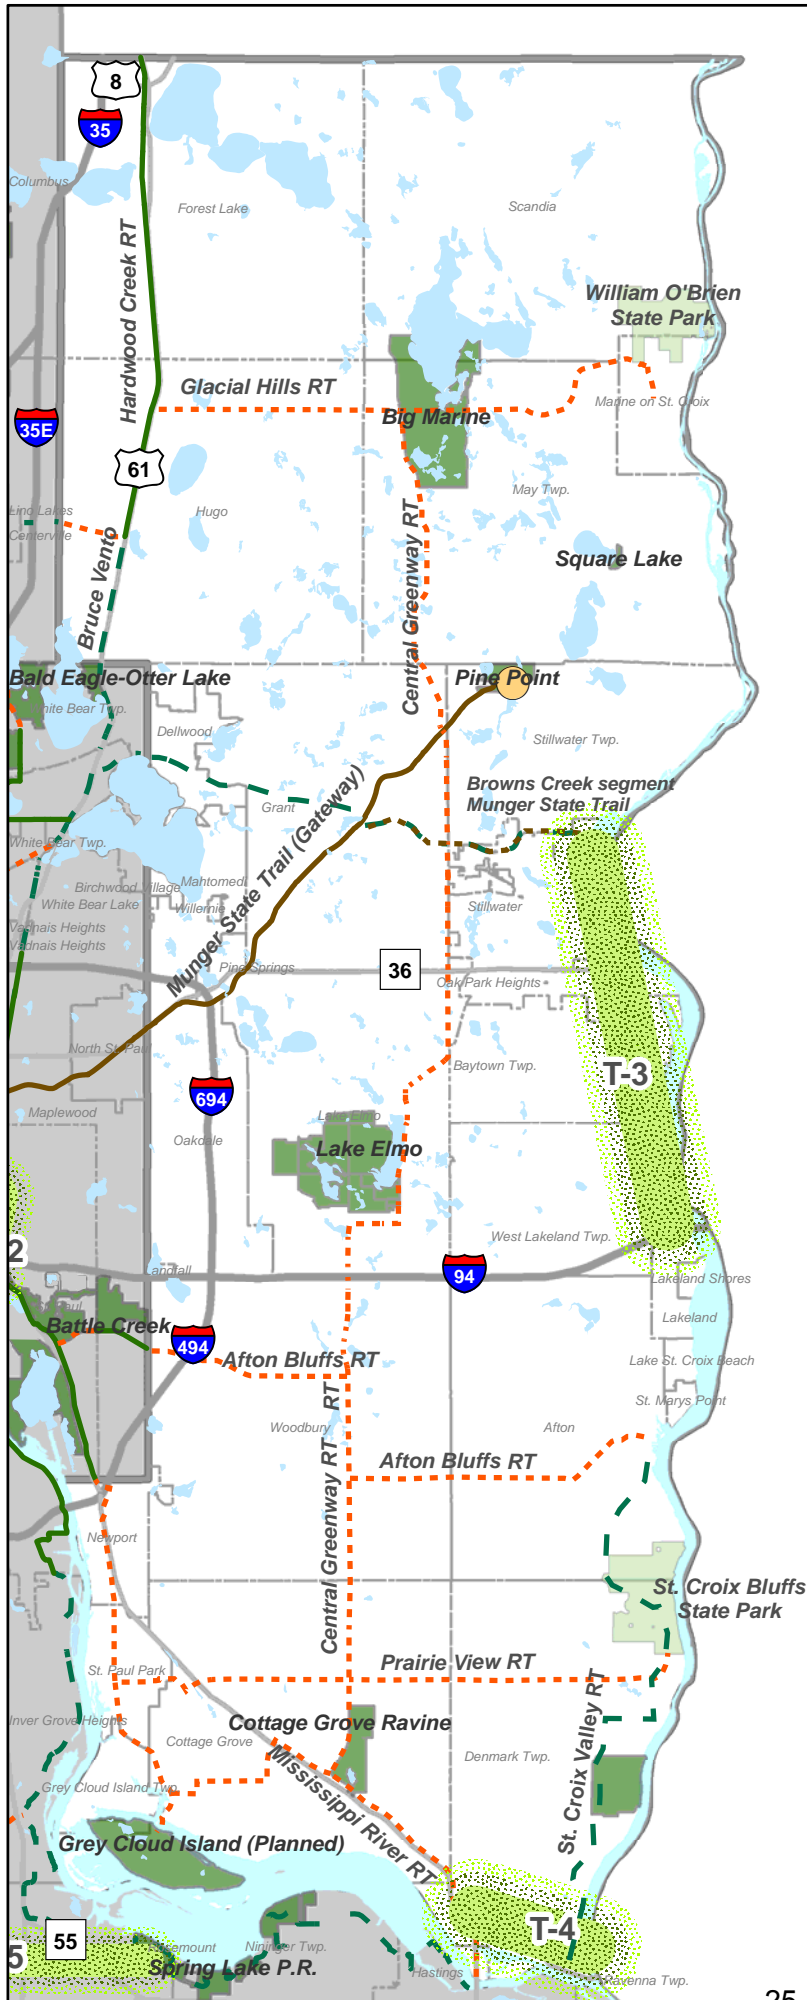 8
35
Columbus
Forest Lake
Scandia
Hardwood Creek RT
William O'Brien
State Park
Glacial Hills RT
Big Marine
Marine on St. Croix
35E
61
Lino Lakes
Centerville
Hugo
May Twp.
Central Greenway RT
Bruce Vento
Square Lake
Bald Eagle-Otter Lake
Pine Point
White Bear Twp.
Dellwood
Stillwater Twp.
Browns Creek segment
Munger State Trail
Grant
Munger State Trail (Gateway)
White Bear Twp.
Birchwood Village
Mahtomedi
White Bear Lake
Willernie
Stillwater
Vadnais Heights
Vadnais Heights
Pine Springs
36
Oak Park Heights
North St. Paul
Baytown Twp.
T-3
694
Maplewood
Oakdale
Lake Elmo
Lake Elmo
West Lakeland Twp.
2
Landfall
94
Lakeland Shores
Lakeland
Battle Creek
494
Afton Bluffs RT
Lake St. Croix Beach
St. Marys Point
RT
Woodbury
Afton
Afton Bluffs RT
Central Greenway RT
Newport
St. Croix Bluffs
State Park
St. Paul Park
Prairie View RT
Inver Grove Heights
Cottage Grove
Cottage Grove Ravine
Denmark Twp.
St. Croix Valley RT
Grey Cloud Island Twp.
Mississippi River RT
Grey Cloud Island (Planned)
T-4
55
5
Rosemount
Nininger Twp.
Spring Lake P.R.
Hastings
Ravenna Twp.
25